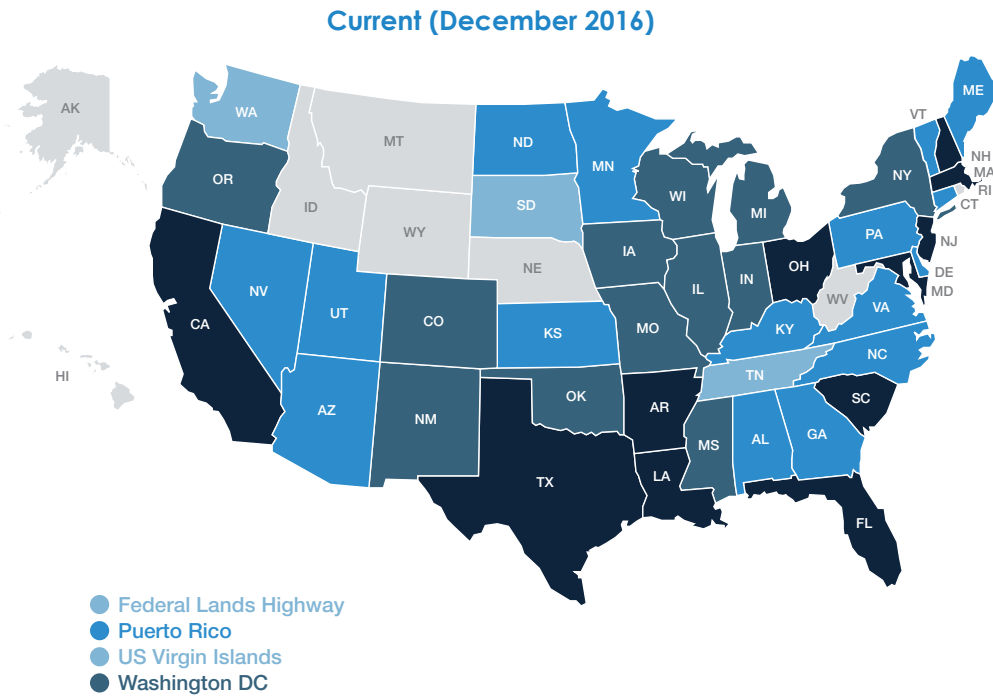 Current (December 2016)
AK
WA
MT
ND
MN
ME
VT
NH
MA
RI
CT
NY
OR
ID
SD
WI
MI
WY
IA
PA
NJ
NE
OH
DE
MD
NV
UT
CO
IL
IN
WV
VA
CA
KS
MO
KY
HI
NC
TN
AZ
NM
OK
AR
SC
MS
AL
GA
TX
LA
FL
Federal Lands Highway
Puerto Rico
US Virgin Islands
Washington DC